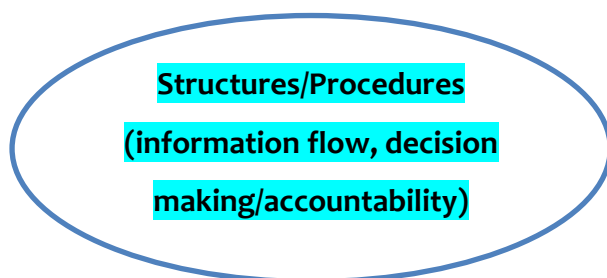 Structures/Procedures
(information flow, decision
making/accountability)